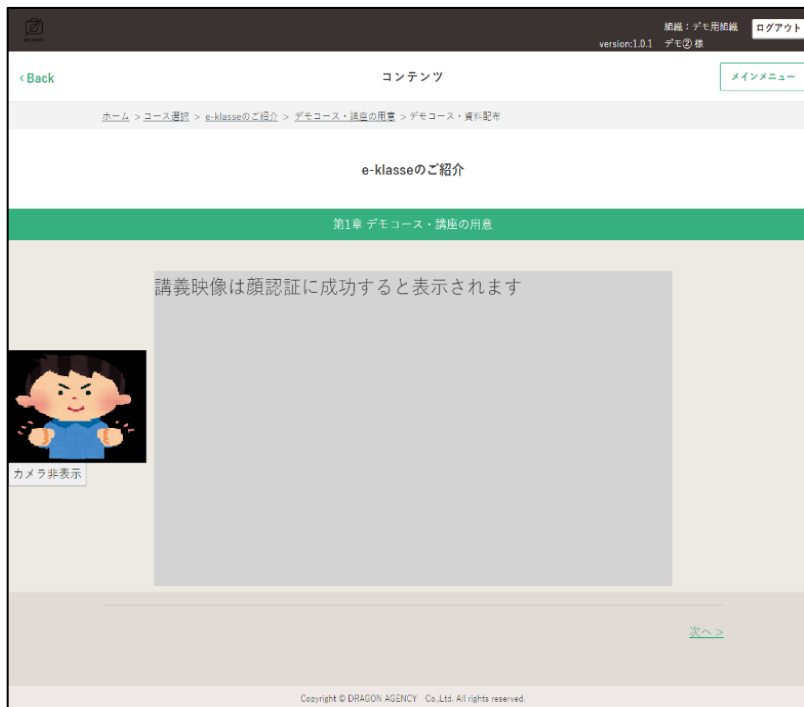 組織：デモ用組織
ログアウト
version:1.0.1 デモ② 様
< Back
コンテンツ
メインメニュー
ホーム > コース選択 > e-klasseのご紹介 > デモコース・講座の用意 > デモコース・資料配布
e-klasseのご紹介
第1章 デモコース・講座の用意
講義映像は顔認証に成功すると表示されます
カメラ非表示
次へ >
Copyright © DRAGON AGENCY Co.,Ltd. All rights reserved.